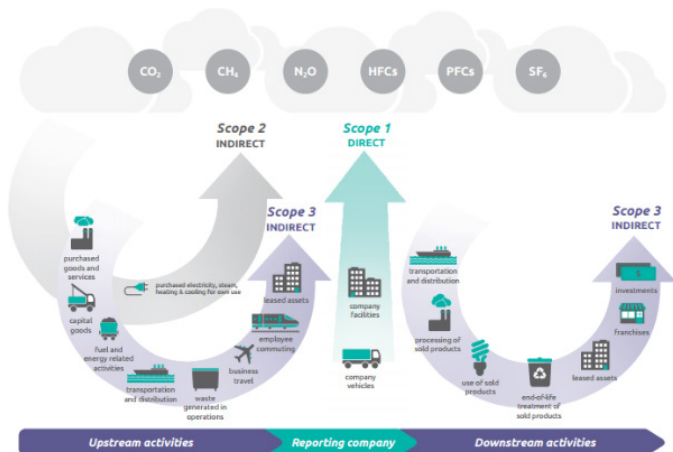 CO₂
CH₄
N₂O
HFCs
PFCs
SF₆
Scope 2
INDIRECT
Scope 1
DIRECT
Scope 3
INDIRECT
Scope 3
INDIRECT
purchased
goods and
services
capital
goods
fuel and
energy related
activities
transportation
and distribution
waste
generated in
operations
business
travel
employee
commuting
leased assets
purchased electricity, steam,
heating & cooling for own use
company
facilities
company
vehicles
transportation
and distribution
processing of
sold products
use of sold
products
end-of-life
treatment of
sold products
leased assets
franchises
$
investments
Upstream activities
Reporting company
Downstream activities